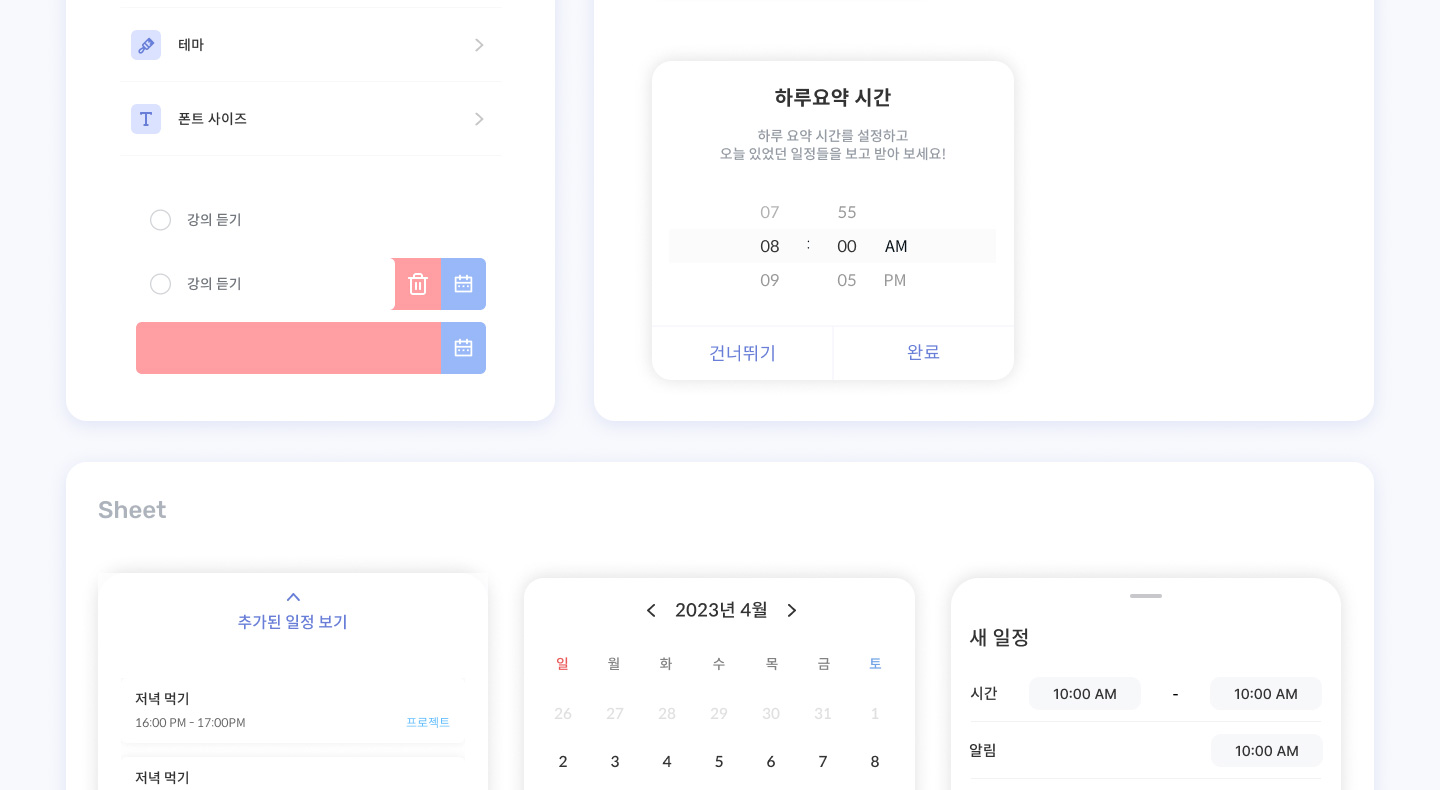 테마
폰트 사이즈
강의 듣기
강의 듣기
하루요약 시간
하루 요약 시간를 설정하고
오늘 있었던 일정들을 보고 받아 보세요!
07 55
08 : 00 AM
09 05 PM
건너뛰기 완료
Sheet
추가된 일정 보기
저녁 먹기
16:00 PM - 17:00PM 프로젝트
저녁 먹기
2023년 4월
일 월 화 수 목 금 토
26 27 28 29 30 31 1
2 3 4 5 6 7 8
새 일정
시간 10:00 AM - 10:00 AM
알림 10:00 AM